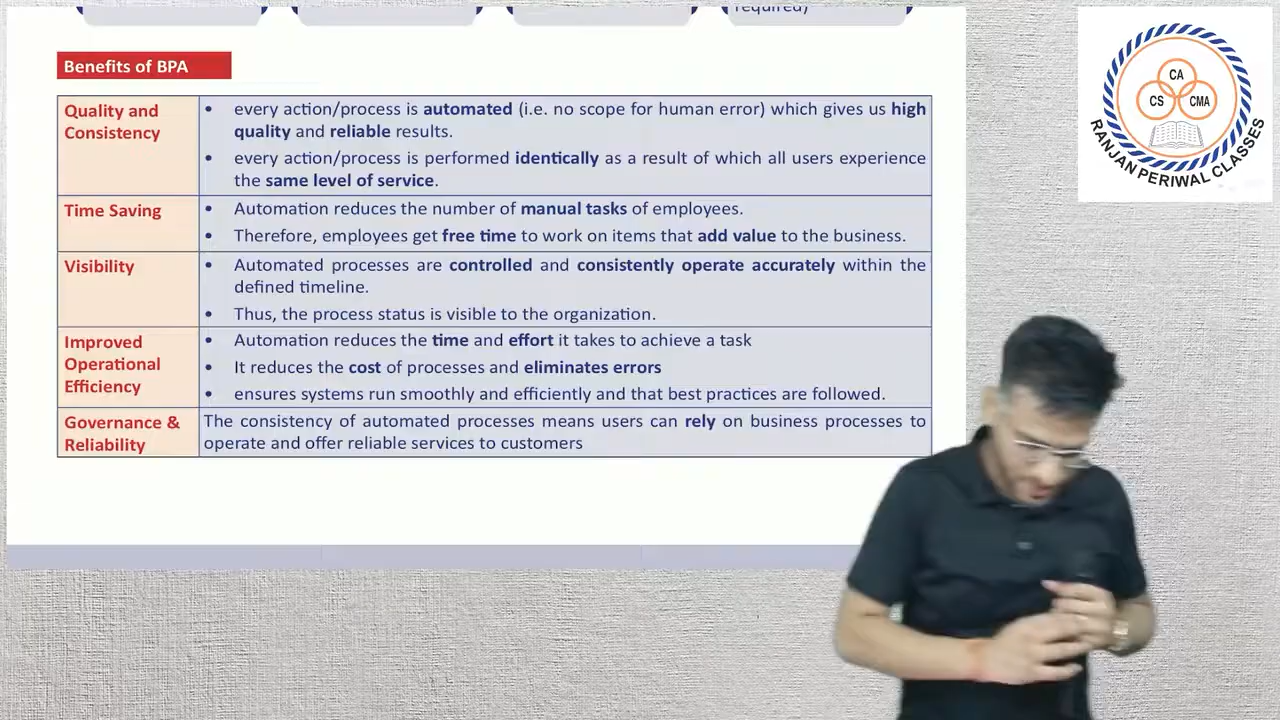 required)
Benefits of BPA
Quality and
Consistency
• every action/process is automated (i.e. no scope for human error) which gives us high
quality and reliable results.
• every action/process is performed identically as a result of which all users experience
the same of service.
Time Saving
• Automation reduces the number of manual tasks of employees.
• Therefore, employees get free time to work on items that add value to the business.
Visibility
• Automated processes are controlled and consistently operate accurately within the
defined timeline.
• Thus, the process status is visible to the organization.
Improved
Operational
Efficiency
• Automation reduces the time and effort it takes to achieve a task
• It reduces the cost of processes and eliminates errors
• ensures systems run smoothly and efficiently and that best practices are followed.
Governance &
Reliability
The consistency of automated processes means users can rely on business processes to
operate and offer reliable services to customers
CA
CS CMA
RANJAN PERIWAL CLASSES